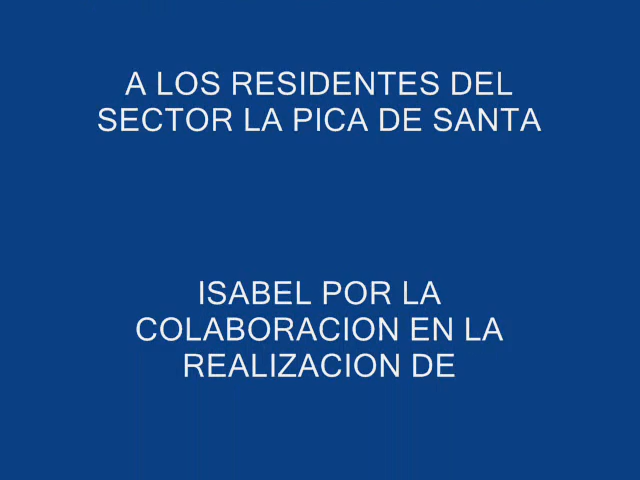 A LOS RESIDENTES DEL
SECTOR LA PICA DE SANTA
ISABEL POR LA
COLABORACION EN LA
REALIZACION DE